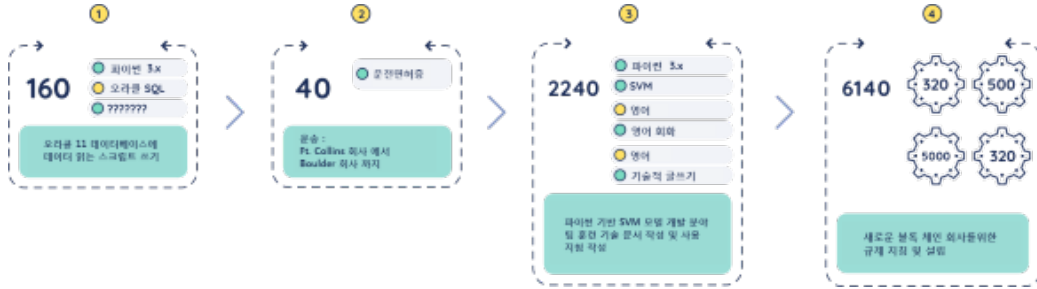 1
160
파이썬 3.x
오라클 SQL
???????
오라클 11 데이터베이스에
데이터 읽는 스크립트 쓰기
2
40
운전면허증
운송 :
Ft. Collins 회사 에서
Boulder 회사 까지
3
2240
파이썬 3.x
SVM
영어
영어 회화
영어
기술적 글쓰기
파이썬 기반 SVM 모델 개발 분야
팀 훈련 기술 문서 작성 및 사용
지침 작성
4
6140
320
500
5000
320
새로운 블록 체인 회사를위한
규제 지침 및 설립